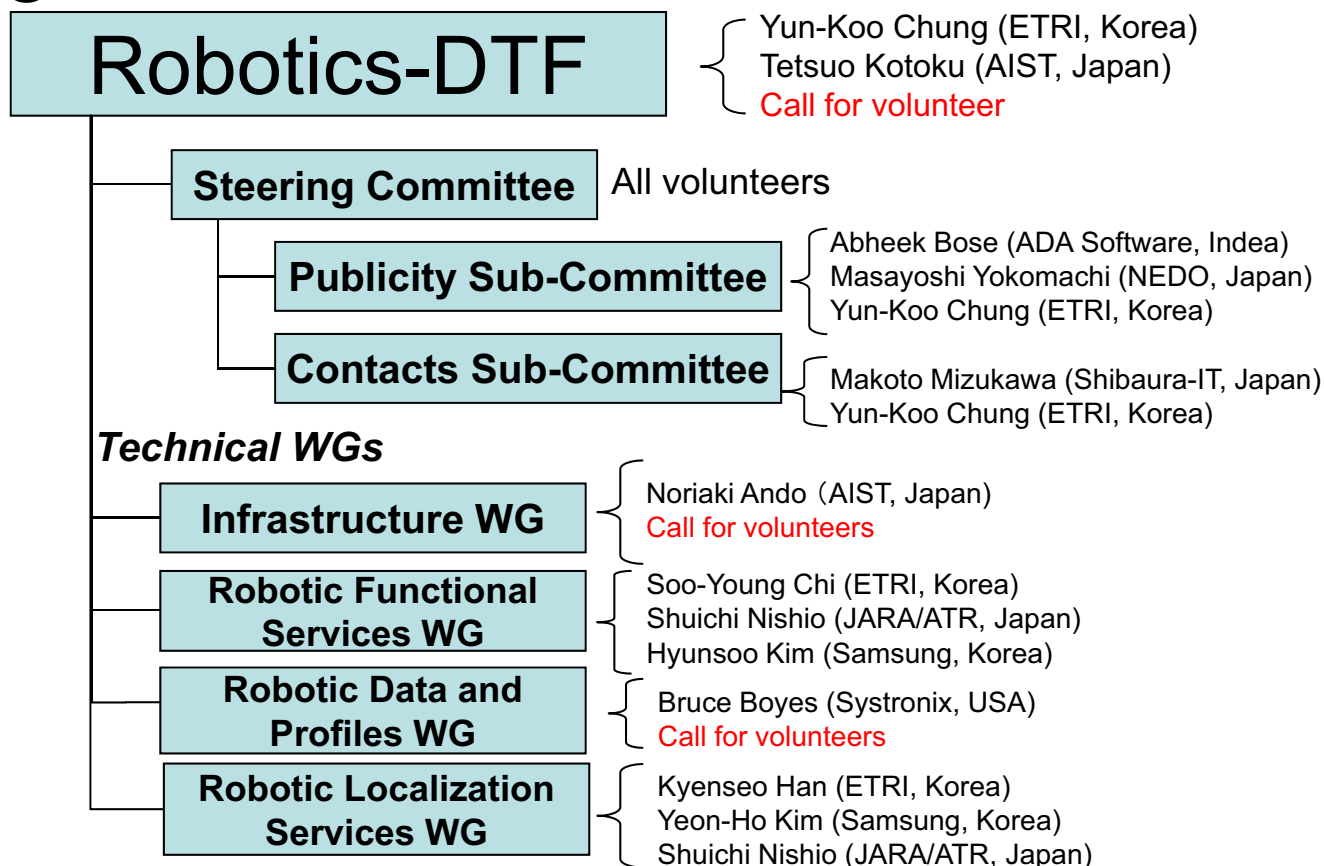 Robotics-DTF
Yun-Koo Chung (ETRI, Korea)
Tetsuo Kotoku (AIST, Japan)
Call for volunteer
Steering Committee
All volunteers
Publicity Sub-Committee
Abheek Bose (ADA Software, Indea)
Masayoshi Yokomachi (NEDO, Japan)
Yun-Koo Chung (ETRI, Korea)
Contacts Sub-Committee
Makoto Mizukawa (Shibaura-IT, Japan)
Yun-Koo Chung (ETRI, Korea)
Technical WGs
Infrastructure WG
Noriaki Ando（AIST, Japan)
Call for volunteers
Robotic Functional
Services WG
Soo-Young Chi (ETRI, Korea)
Shuichi Nishio (JARA/ATR, Japan)
Hyunsoo Kim (Samsung, Korea)
Robotic Data and
Profiles WG
Bruce Boyes (Systronix, USA)
Call for volunteers
Robotic Localization
Services WG
Kyenseo Han (ETRI, Korea)
Yeon-Ho Kim (Samsung, Korea)
Shuichi Nishio (JARA/ATR, Japan)